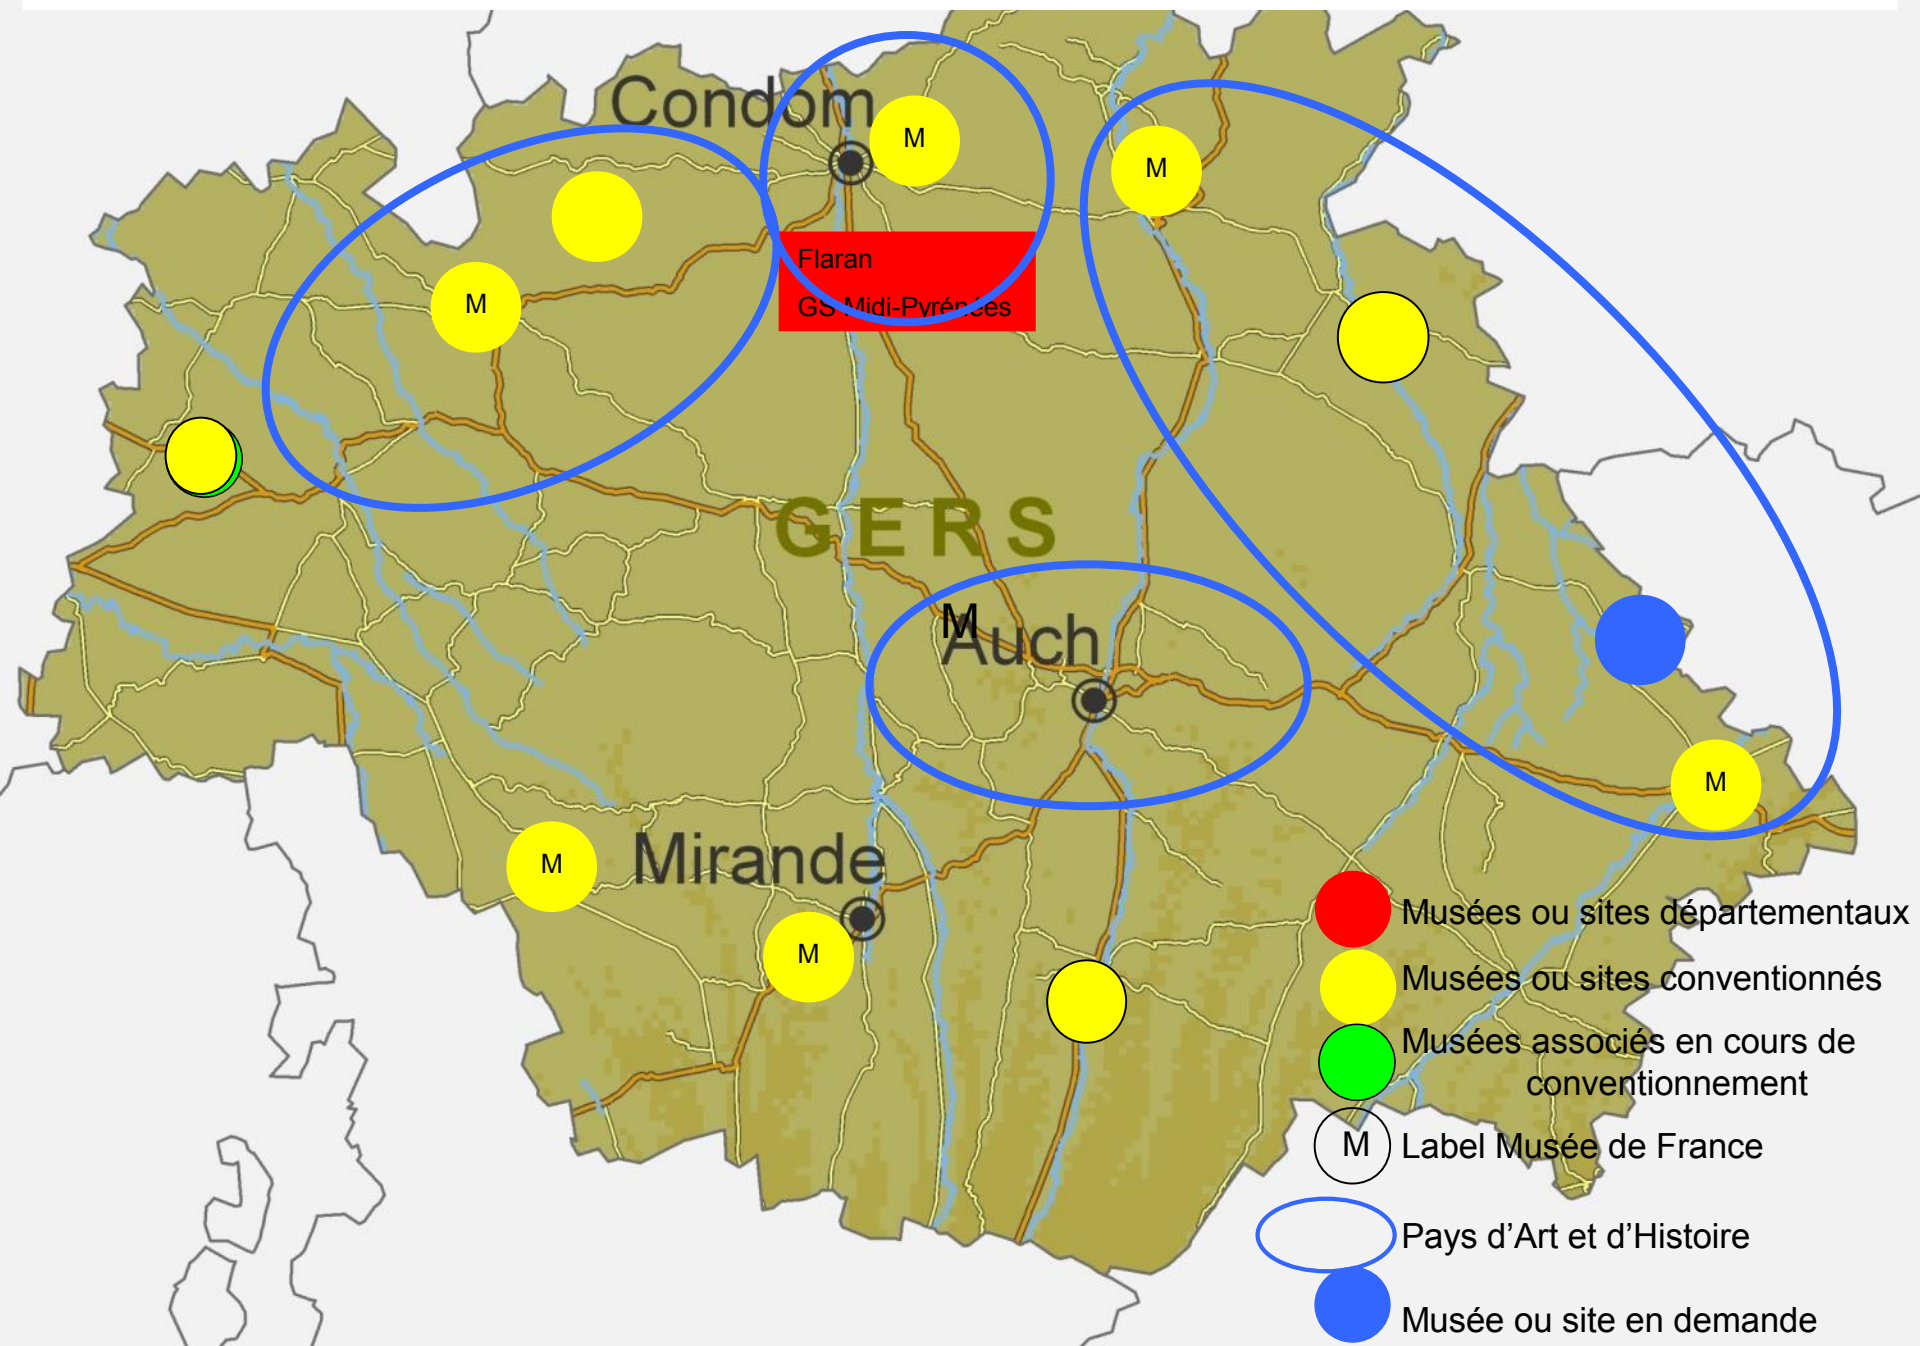 Condom
M
M
M
Flaran
GS Midi-Pyrénées
GERS
M
Auch
M
Mirande
M
M
Musées ou sites départementaux
Musées ou sites conventionnés
Musées associés en cours de
conventionnement
M
Label Musée de France
Pays d’Art et d’Histoire
Musée ou site en demande